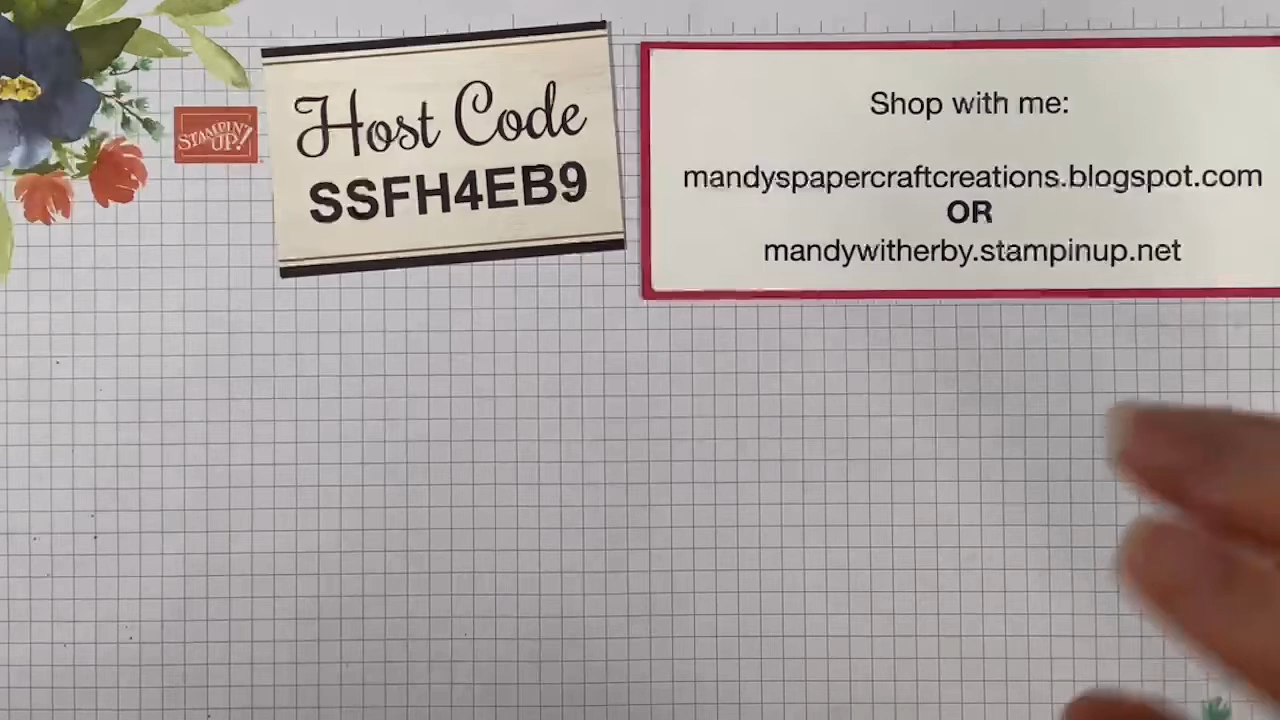 STAMPIN' UP!
Host Code
SSFH4EB9
Shop with me:
mandyspapercraftcreations.blogspot.com
OR
mandywitherby.stampinup.net